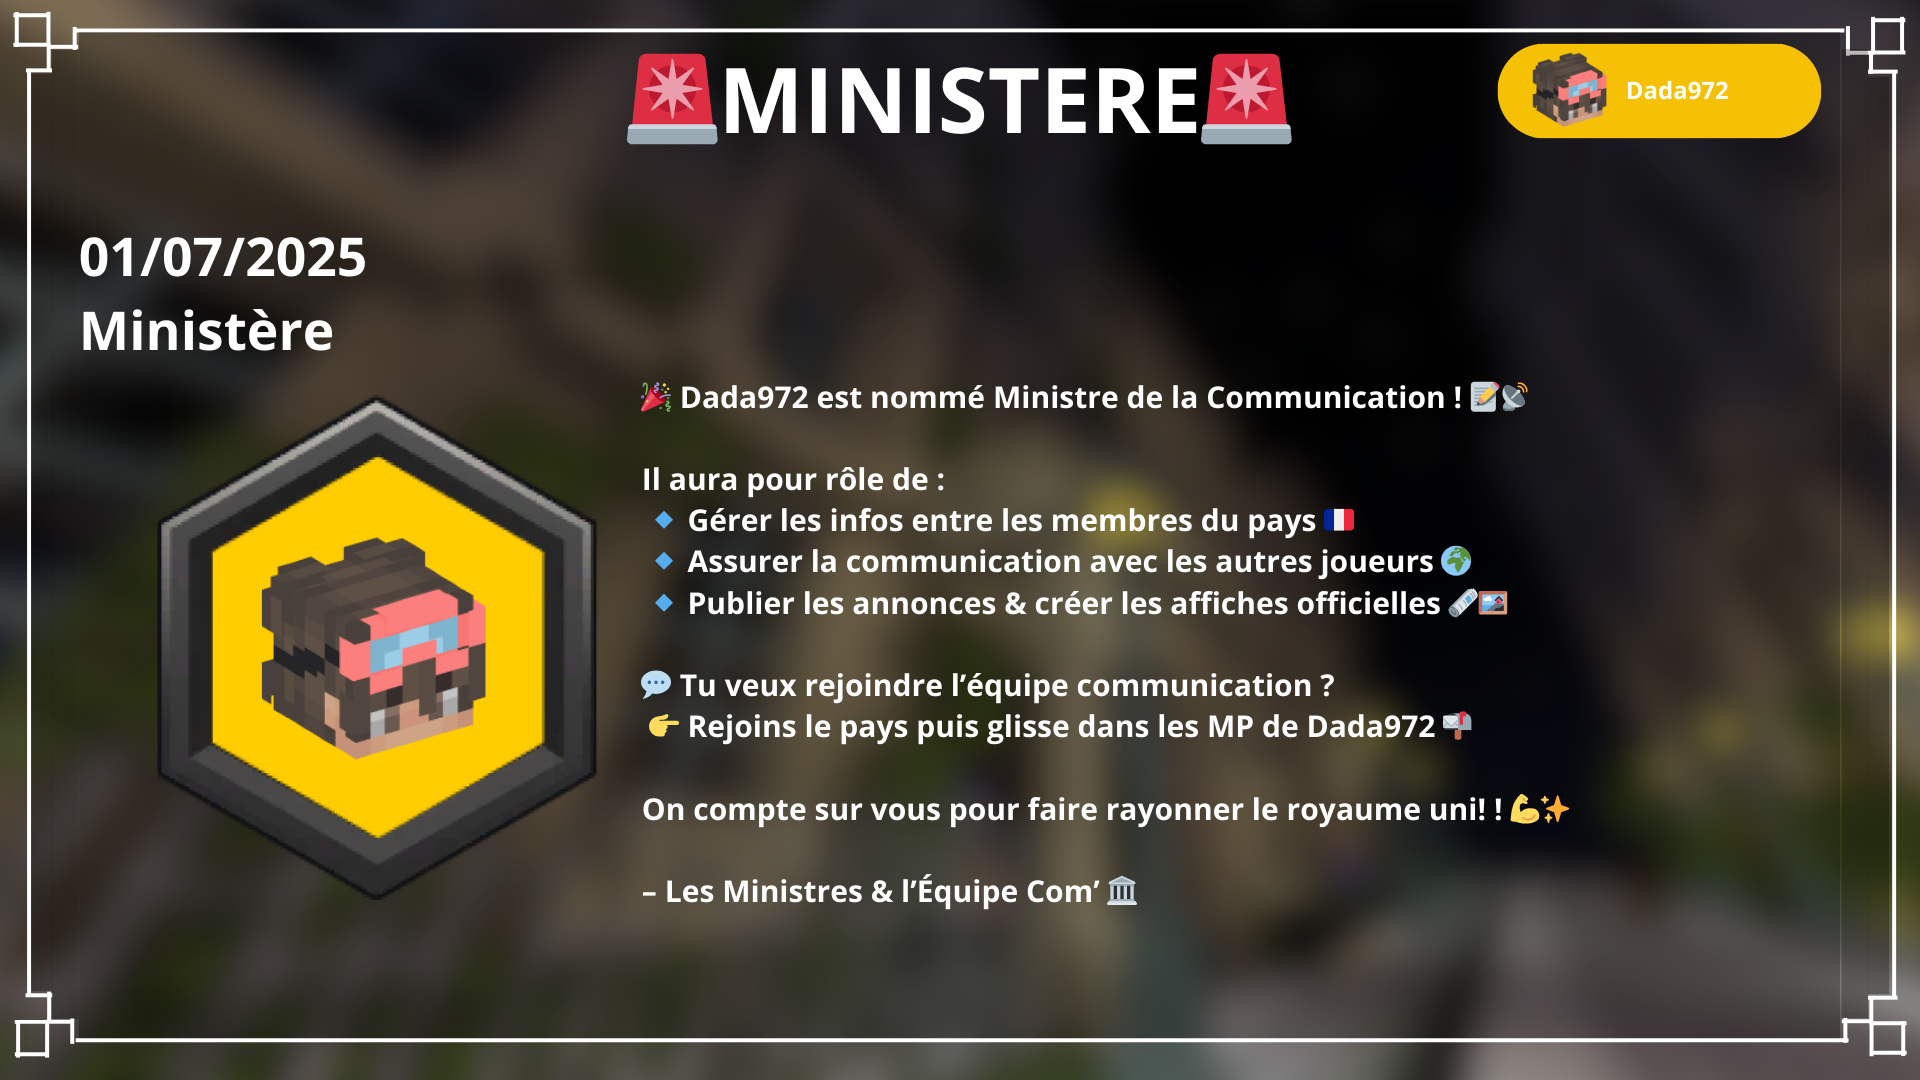 🚨MINISTERE🚨
Dada972
01/07/2025
Ministère
🎉 Dada972 est nommé Ministre de la Communication ! 📝📡
Il aura pour rôle de :
🔹 Gérer les infos entre les membres du pays 🇫🇷
🔹 Assurer la communication avec les autres joueurs 🌍
🔹 Publier les annonces & créer les affiches officielles 🗞️🖼️
💬 Tu veux rejoindre l’équipe communication ?
👉 Rejoins le pays puis glisse dans les MP de Dada972 📬
On compte sur vous pour faire rayonner le royaume uni! ! 💪✨
– Les Ministres & l’Équipe Com’ 🏛️